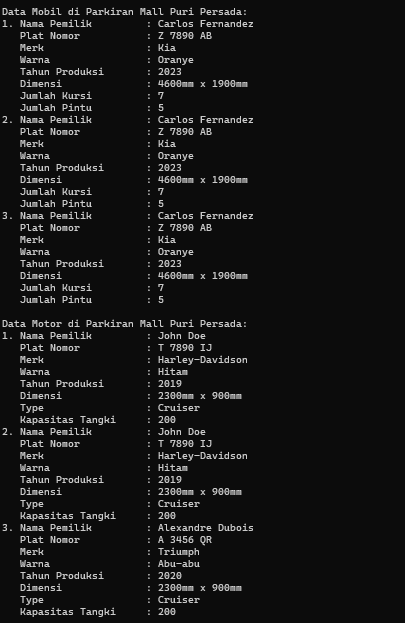 Data Mobil di Parkiran Mall Puri Persada:
1. Nama Pemilik         : Carlos Fernandez
   Plat Nomor           : Z 7890 AB
   Merk                 : Kia
   Warna                : Oranye
   Tahun Produksi       : 2023
   Dimensi              : 4600mm x 1900mm
   Jumlah Kursi         : 7
   Jumlah Pintu         : 5
2. Nama Pemilik         : Carlos Fernandez
   Plat Nomor           : Z 7890 AB
   Merk                 : Kia
   Warna                : Oranye
   Tahun Produksi       : 2023
   Dimensi              : 4600mm x 1900mm
   Jumlah Kursi         : 7
   Jumlah Pintu         : 5
3. Nama Pemilik         : Carlos Fernandez
   Plat Nomor           : Z 7890 AB
   Merk                 : Kia
   Warna                : Oranye
   Tahun Produksi       : 2023
   Dimensi              : 4600mm x 1900mm
   Jumlah Kursi         : 7
   Jumlah Pintu         : 5

Data Motor di Parkiran Mall Puri Persada:
1. Nama Pemilik         : John Doe
   Plat Nomor           : T 7890 IJ
   Merk                 : Harley-Davidson
   Warna                : Hitam
   Tahun Produksi       : 2019
   Dimensi              : 2300mm x 900mm
   Type                 : Cruiser
   Kapasitas Tangki     : 200
2. Nama Pemilik         : John Doe
   Plat Nomor           : T 7890 IJ
   Merk                 : Harley-Davidson
   Warna                : Hitam
   Tahun Produksi       : 2019
   Dimensi              : 2300mm x 900mm
   Type                 : Cruiser
   Kapasitas Tangki     : 200
3. Nama Pemilik         : Alexandre Dubois
   Plat Nomor           : A 3456 QR
   Merk                 : Triumph
   Warna                : Abu-abu
   Tahun Produksi       : 2020
   Dimensi              : 2300mm x 900mm
   Type                 : Cruiser
   Kapasitas Tangki     : 200